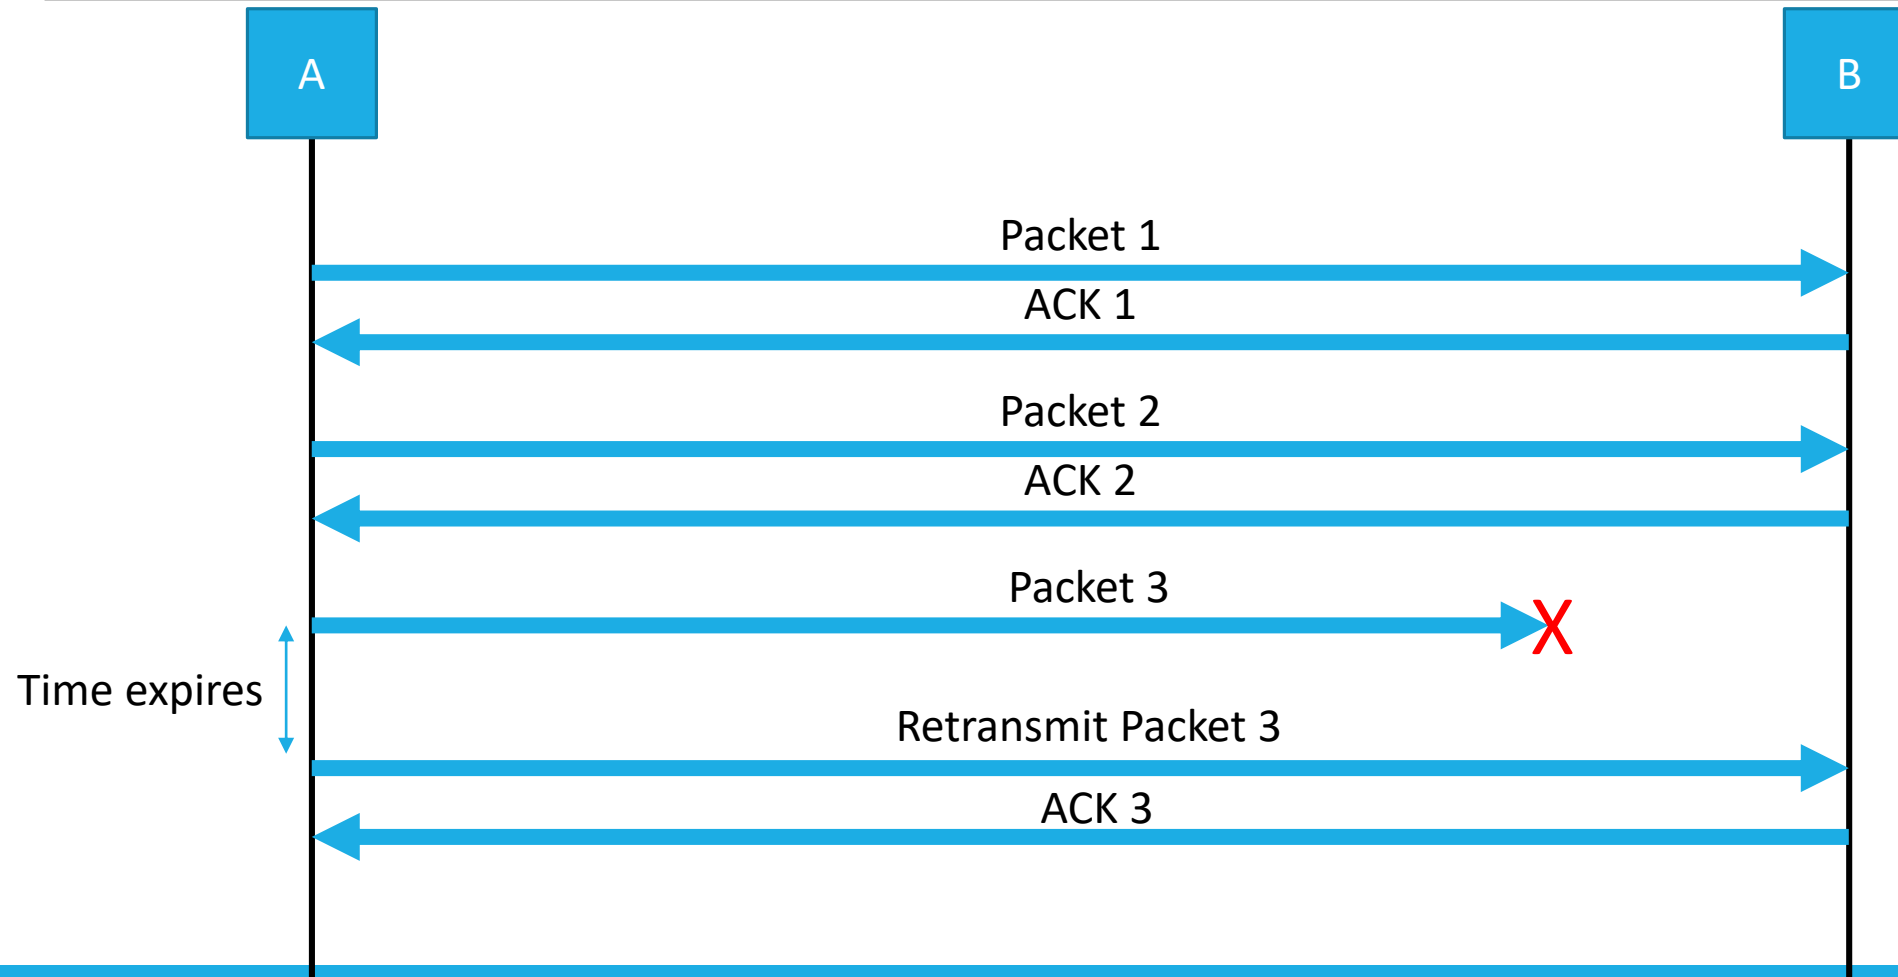 A
B
Packet 1
ACK 1
Packet 2
ACK 2
Packet 3
X
Time expires
Retransmit Packet 3
ACK 3